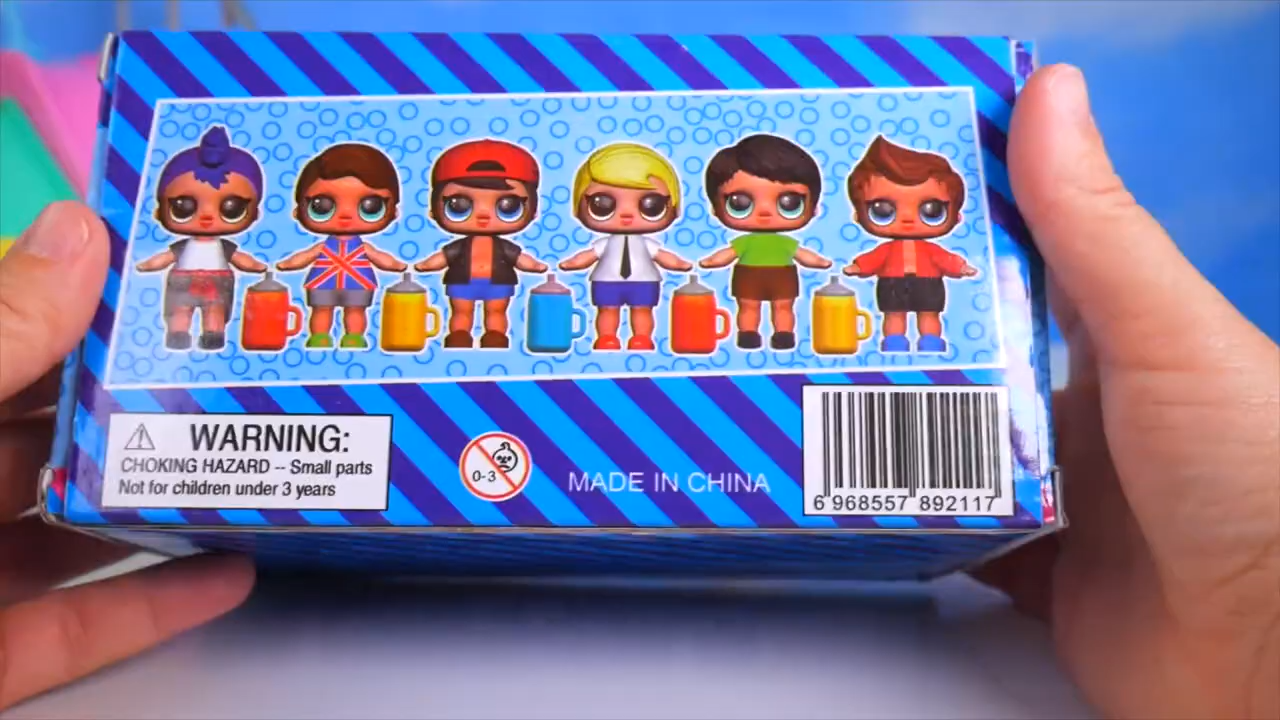 WARNING:
CHOKING HAZARD -- Small parts
Not for children under 3 years
0-3
MADE IN CHINA
6 968557 892117